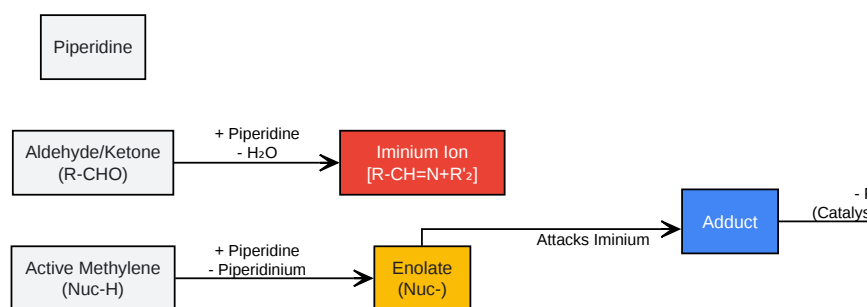 Piperidine
Aldehyde/Ketone
(R-CHO)
+ Piperidine
- H₂O
Iminium Ion
[R-CH=N+R'₂]
Active Methylene
(Nuc-H)
+ Piperidine
- Piperidinium
Enolate
(Nuc-)
Attacks Iminium
Adduct
-